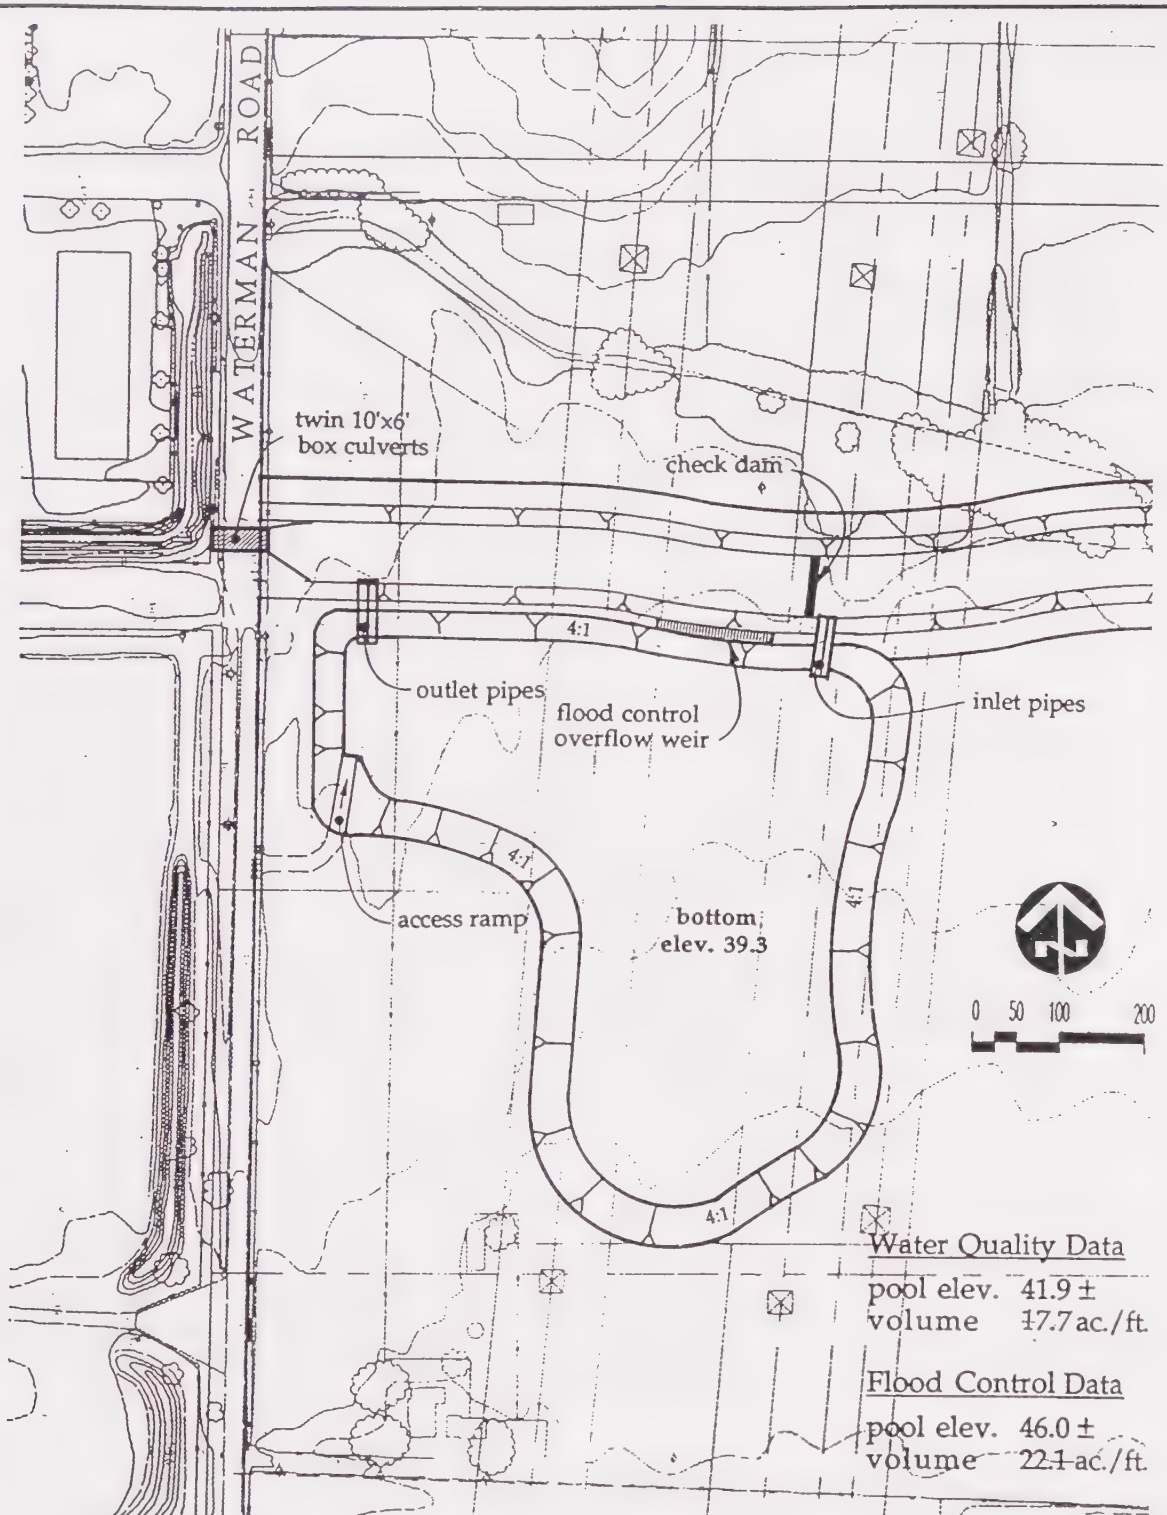 WATERMAN ROAD
twin 10'x6'
box culverts
check dam
4:1
outlet pipes
flood control
overflow weir
inlet pipes
4:1
4:1
access ramp
bottom
elev. 39.3
N
0 50 100 200
4:1
Water Quality Data
pool elev. 41.9 ±
volume 17.7 ac./ft.
Flood Control Data
pool elev. 46.0 ±
volume 22.1 ac./ft.